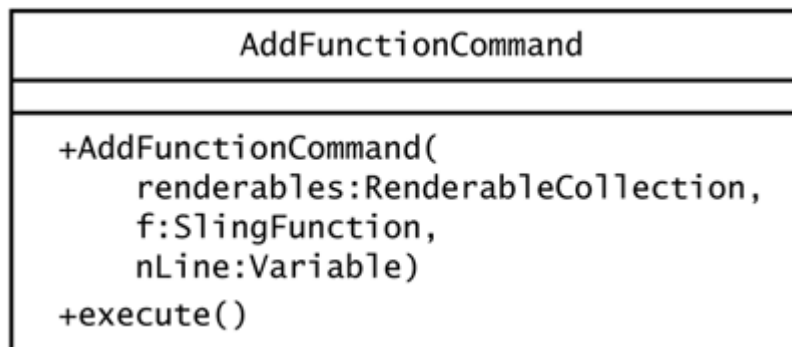 AddFunctionCommand
+AddFunctionCommand(
renderables:RenderableCollection,
f:SlingFunction,
nLine:Variable)
+execute()